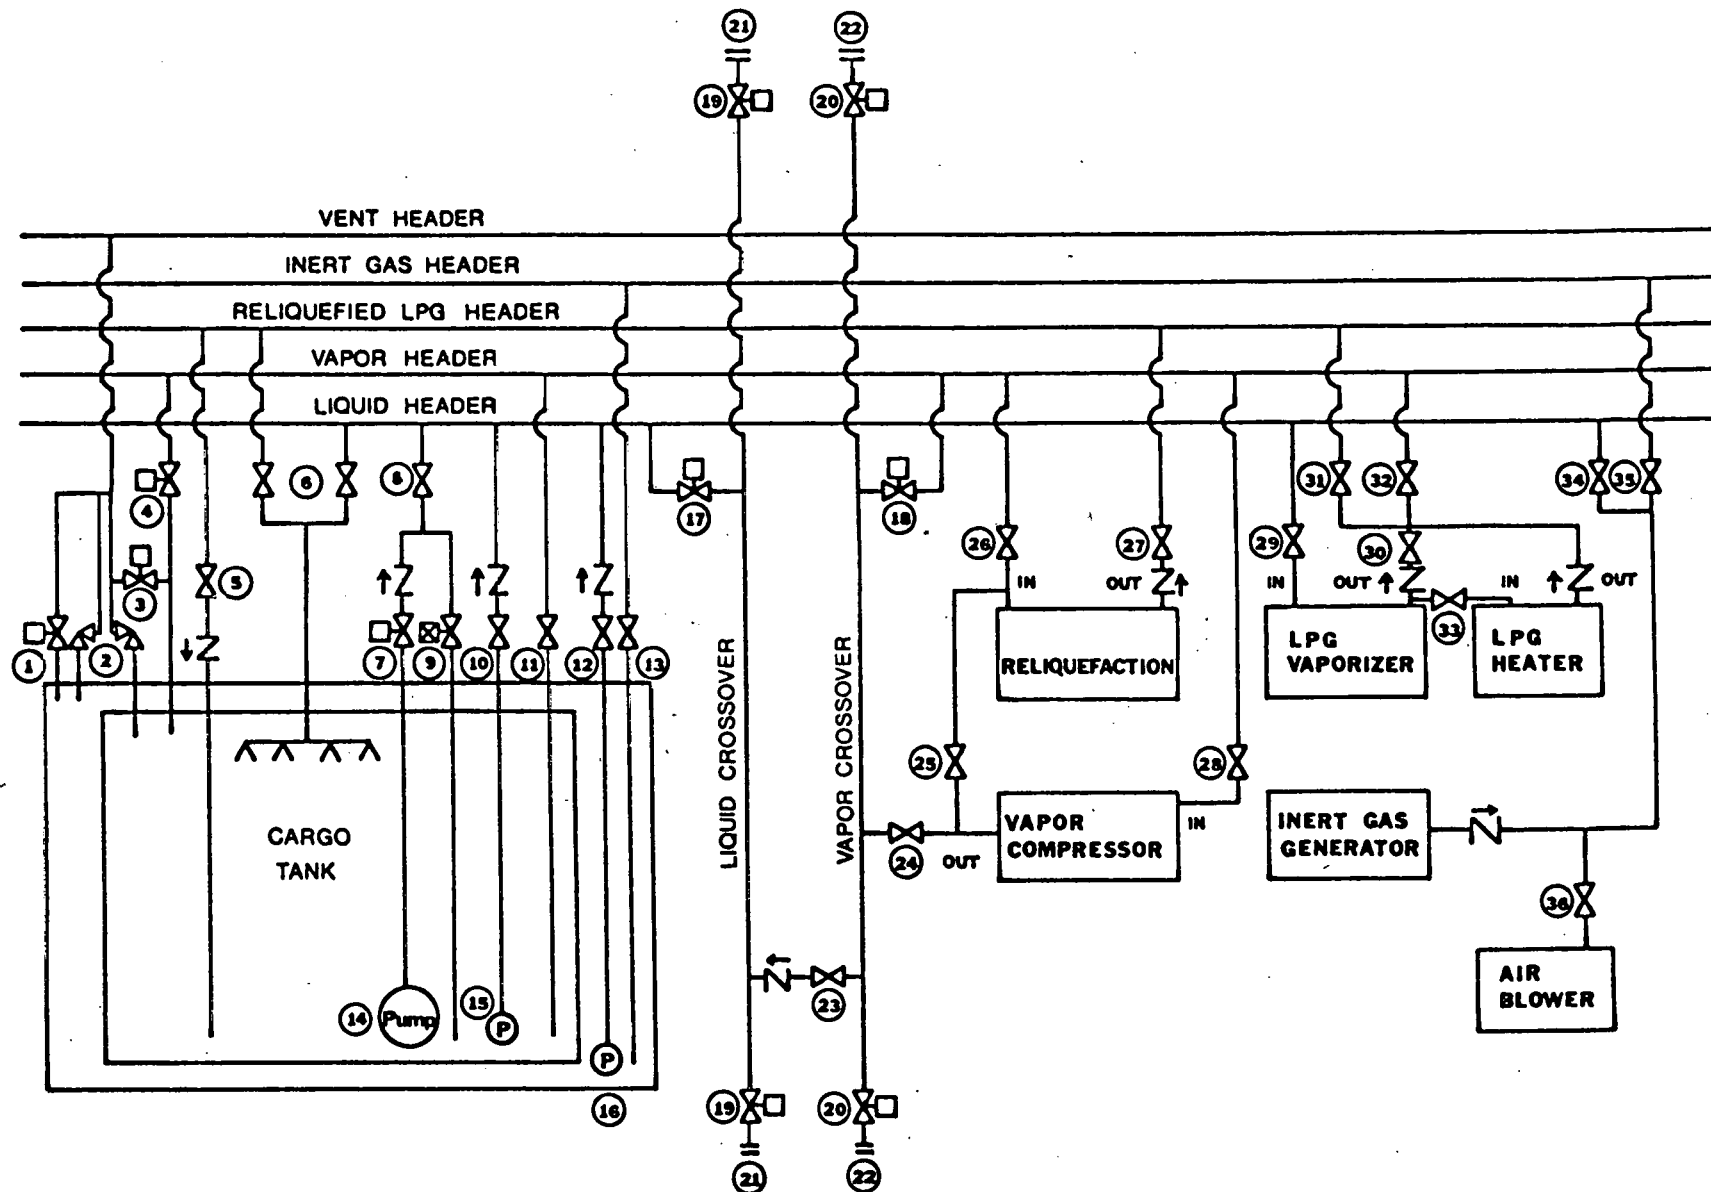 21
22
19
20
VENT HEADER
INERT GAS HEADER
RELIQUEFIED LPG HEADER
VAPOR HEADER
LIQUID HEADER
4
6
8
17
18
31
32
34
35
26
27
29
30
3
5
IN
OUT
IN
OUT
IN
OUT
33
1
2
7
9
10
11
12
13
RELIQUEFACTION
LPG
VAPORIZER
LPG
HEATER
LIQUID CROSSOVER
VAPOR CROSSOVER
25
28
CARGO
TANK
VAPOR
COMPRESSOR
IN
24
OUT
INERT GAS
GENERATOR
36
AIR
BLOWER
14
Pump
15
P
P
16
23
19
20
21
22